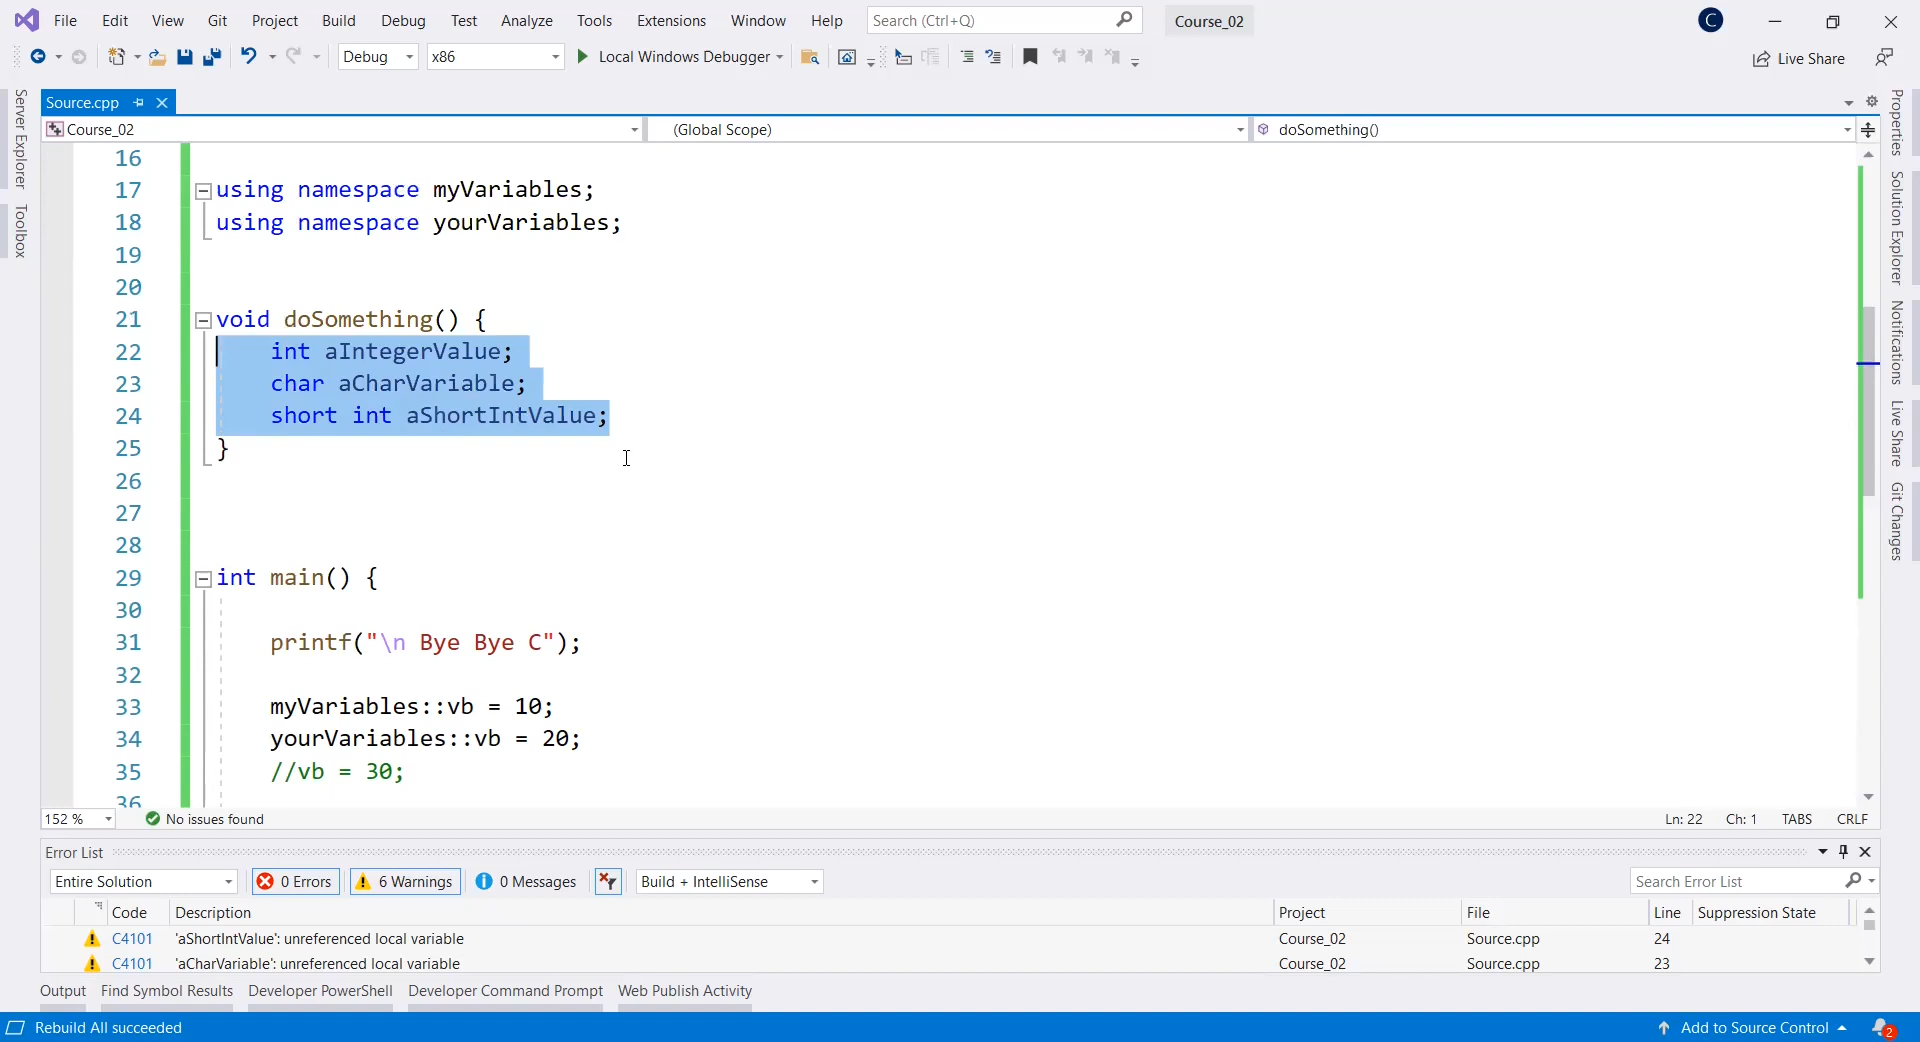 File Edit View Git Project Build Debug Test Analyze Tools Extensions Window Help Search (Ctrl+Q) Course_02 C
Debug x86 Local Windows Debugger Live Share
Source.cpp
Course_02 (Global Scope) doSomething()
Server Explorer
Toolbox
16
17 using namespace myVariables;
18 using namespace yourVariables;
19
20
21 void doSomething() {
22 int aIntegerValue;
23 char aCharVariable;
24 short int aShortIntValue;
25 }
26
27
28
29 int main() {
30
31 printf("\n Bye Bye C");
32
33 myVariables::vb = 10;
34 yourVariables::vb = 20;
35 //vb = 30;
36
Properties
Solution Explorer
Notifications
Live Share
Git Changes
152 % No issues found Ln: 22 Ch: 1 TABS CRLF
Error List
Entire Solution 0 Errors 6 Warnings 0 Messages Build + IntelliSense Search Error List
Code Description Project File Line Suppression State
C4101 'aShortIntValue': unreferenced local variable Course_02 Source.cpp 24
C4101 'aCharVariable': unreferenced local variable Course_02 Source.cpp 23
Output Find Symbol Results Developer PowerShell Developer Command Prompt Web Publish Activity
Rebuild All succeeded Add to Source Control 2